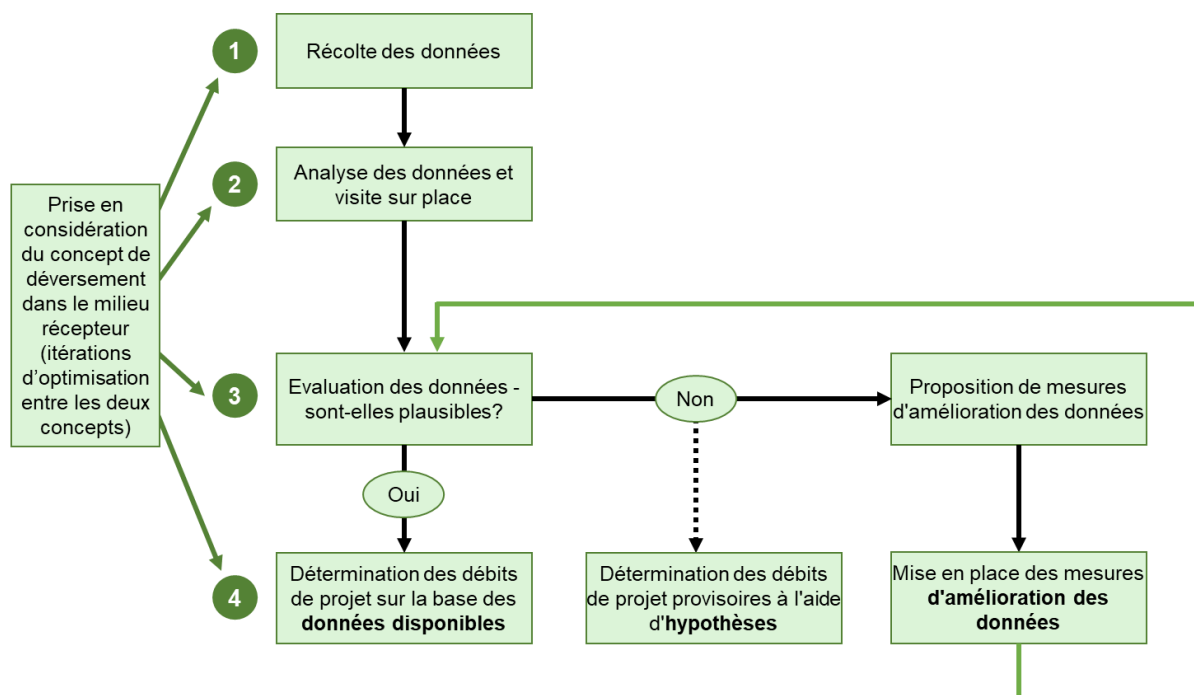 1
Récolte des données
2
Analyse des données et
visite sur place
Prise en
considération
du concept de
déversement
dans le milieu
récepteur
(itérations
d'optimisation
entre les deux
concepts)
3
Evaluation des données -
sont-elles plausibles?
Non
Proposition de mesures
d'amélioration des données
Oui
4
Détermination des débits
de projet sur la base des
données disponibles
Détermination des débits
de projet provisoires à l'aide
d'hypothèses
Mise en place des mesures
d'amélioration des
données